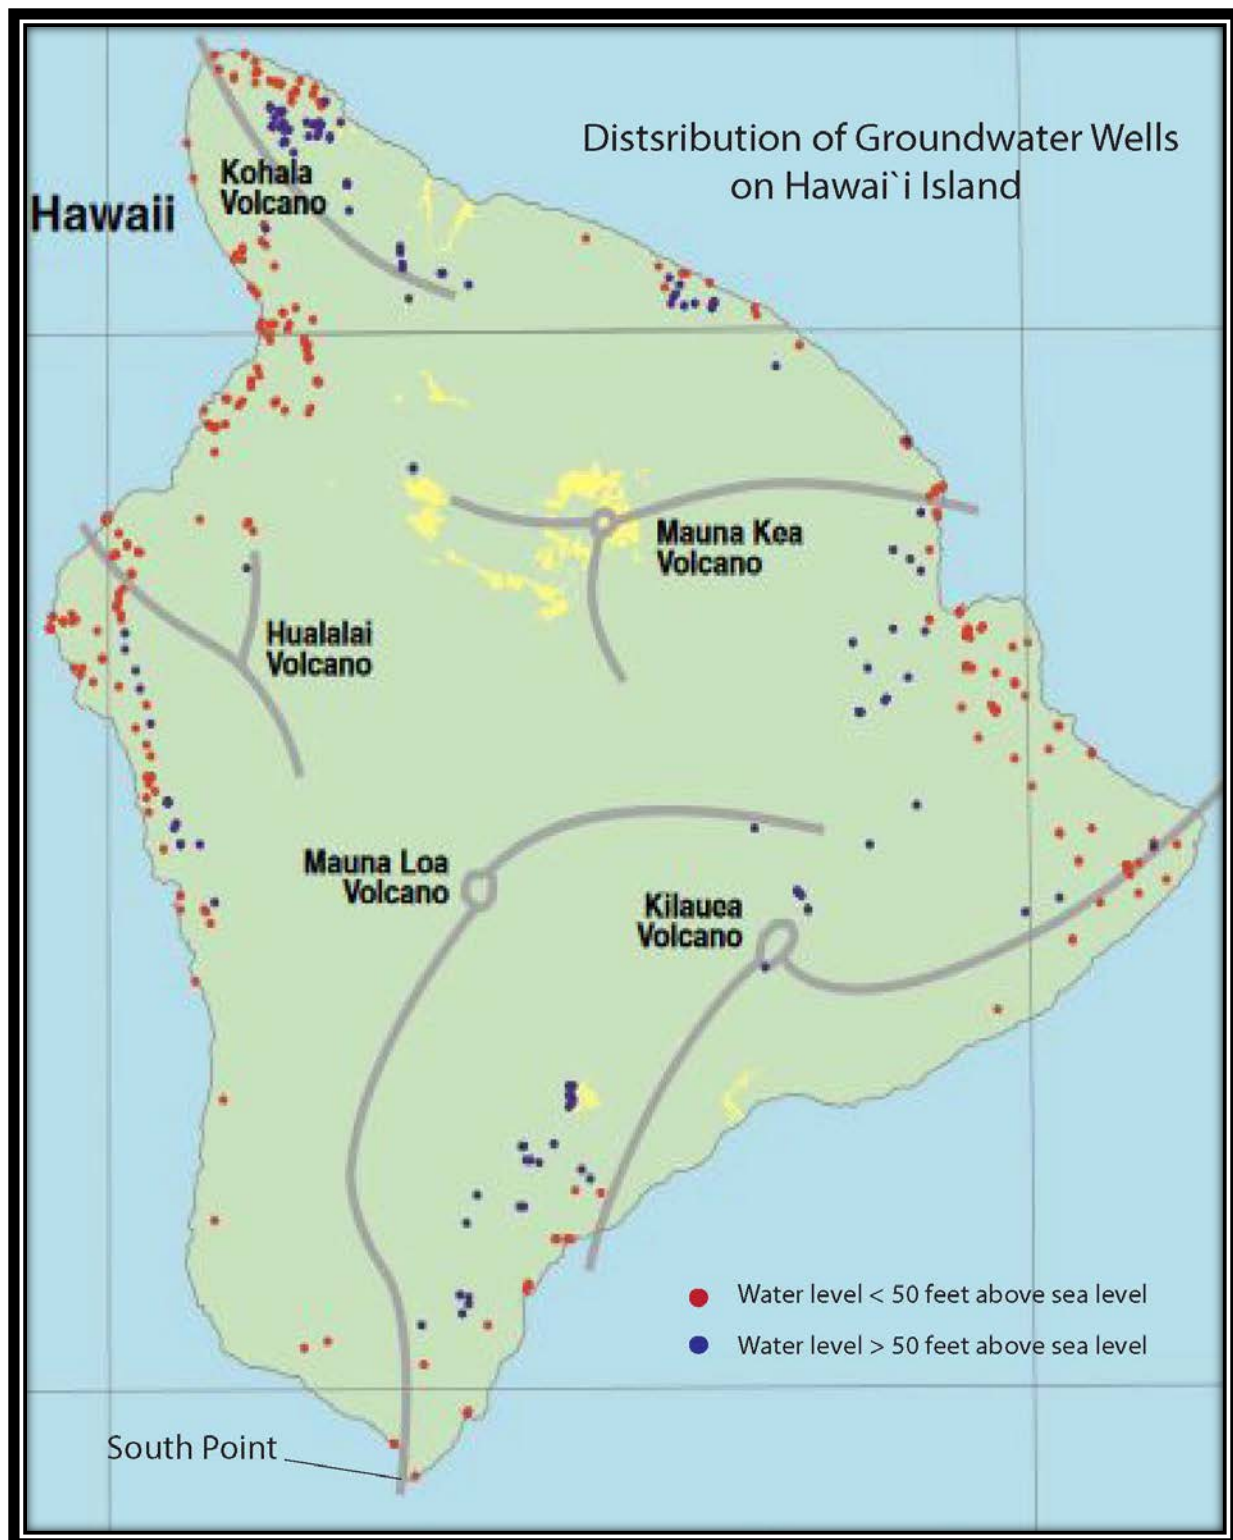 Distsribution of Groundwater Wells
on Hawai`i Island
Kohala
Volcano
Hawaii
Mauna Kea
Volcano
Hualalai
Volcano
Mauna Loa
Volcano
Kilauea
Volcano
Water level < 50 feet above sea level
Water level > 50 feet above sea level
South Point